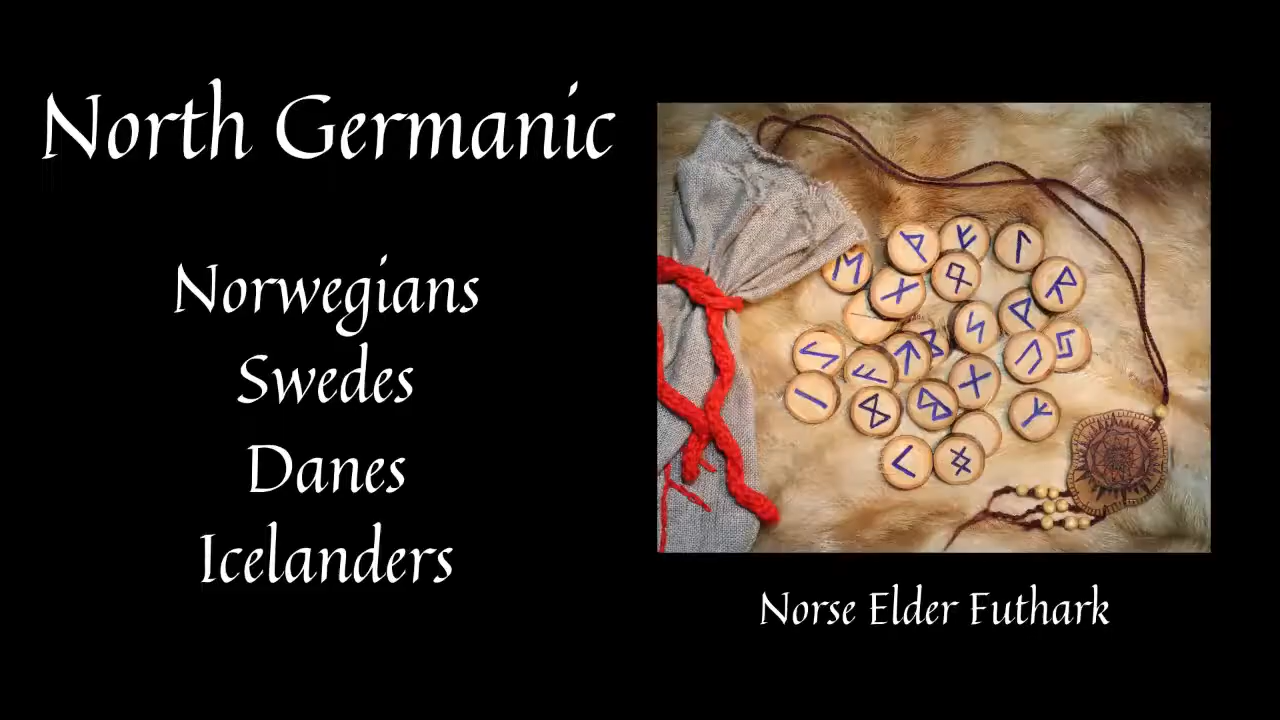 North Germanic
Norwegians
Swedes
Danes
Icelanders
Norse Elder Futhark